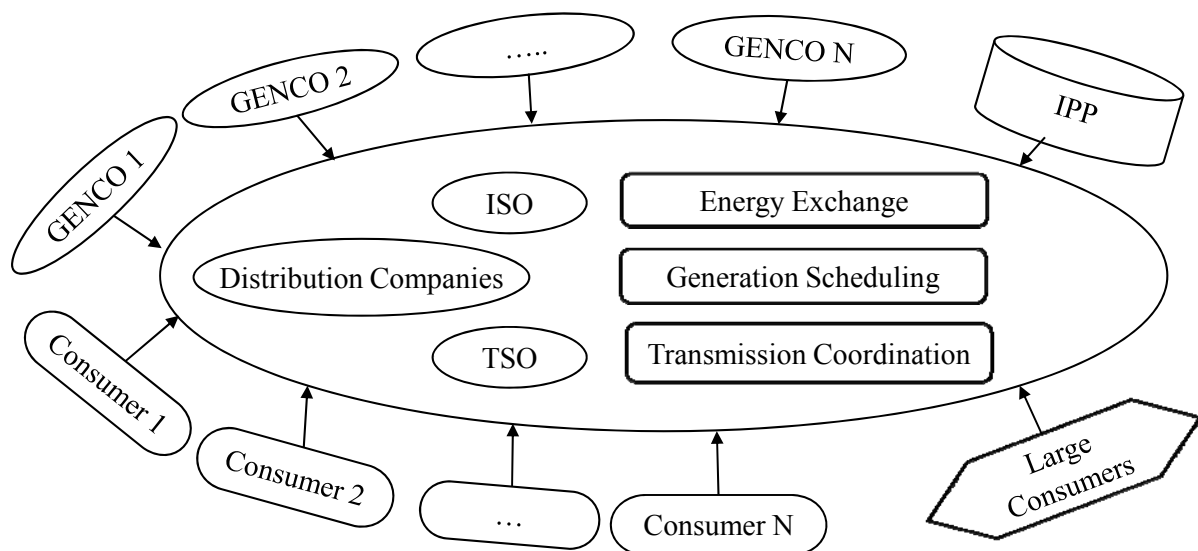 …..
GENCO N
GENCO 2
IPP
GENCO 1
ISO
Energy Exchange
Distribution Companies
Generation Scheduling
TSO
Transmission Coordination
Consumer 1
Consumer 2
…
Consumer N
Large
Consumers